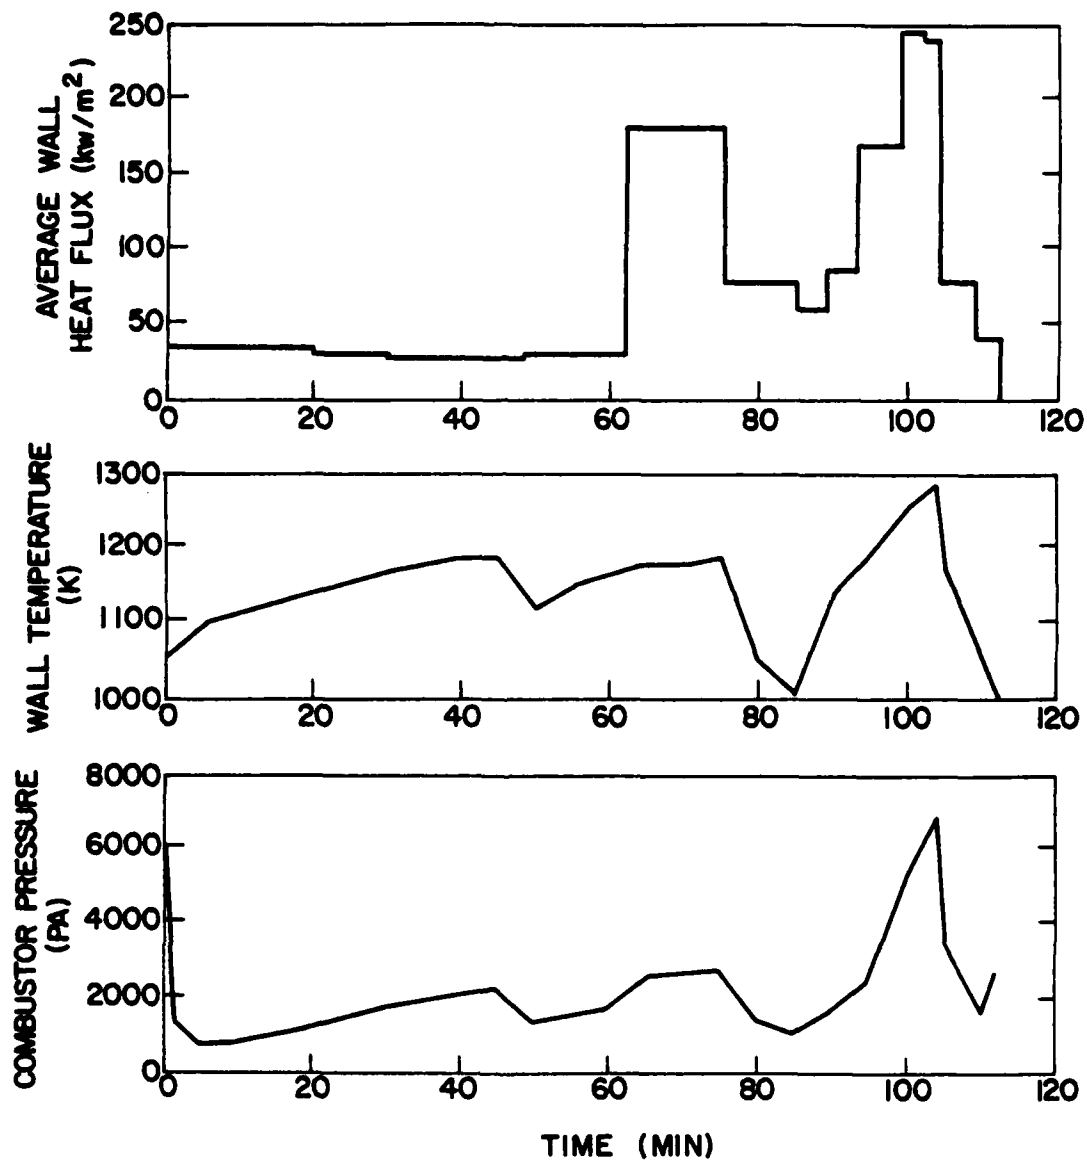 AVERAGE WALL
HEAT FLUX (kw/m²)
250
200
150
100
50
0
0 20 40 60 80 100 120
WALL TEMPERATURE
(K)
1300
1200
1100
1000
0 20 40 60 80 100 120
COMBUSTOR PRESSURE
(PA)
8000
6000
4000
2000
0
0 20 40 60 80 100 120
TIME (MIN)